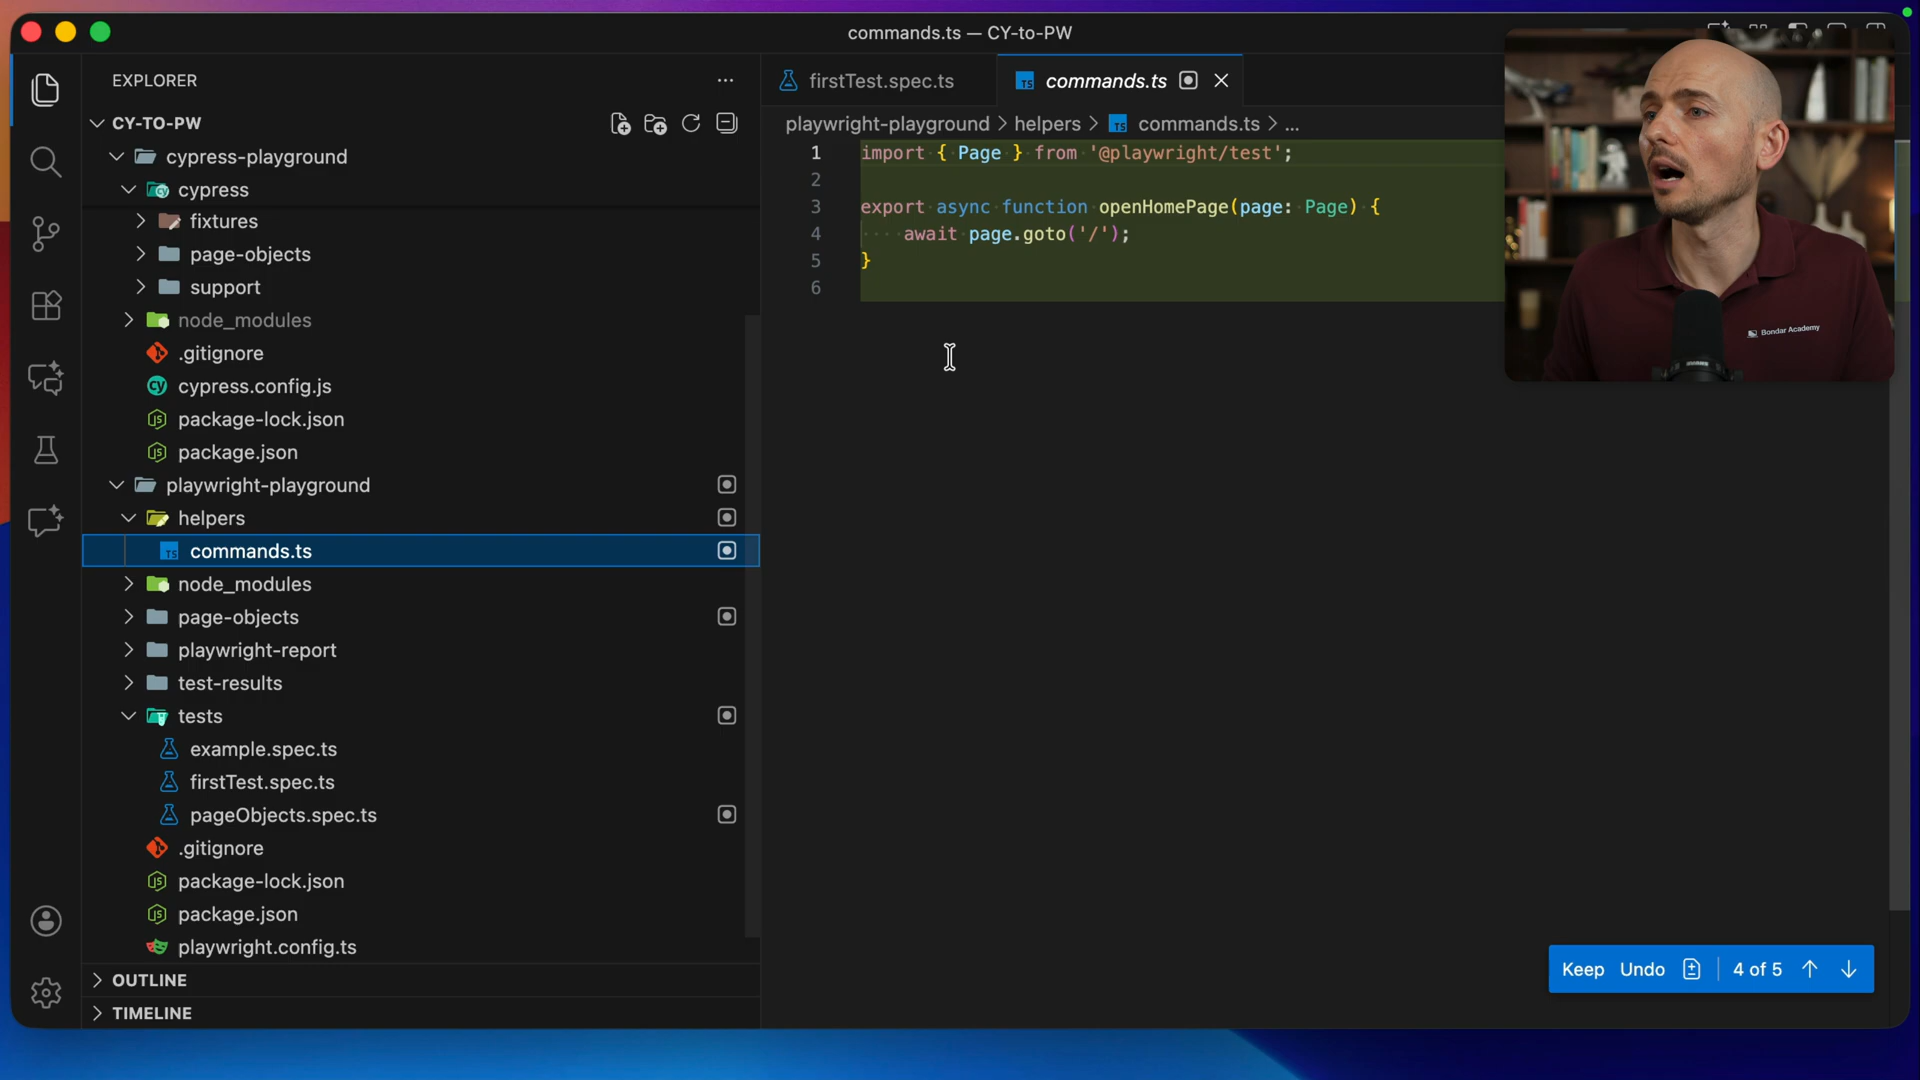 commands.ts — CY-to-PW
EXPLORER
CY-TO-PW
cypress-playground
cypress
fixtures
page-objects
support
node_modules
.gitignore
cypress.config.js
package-lock.json
package.json
playwright-playground
helpers
commands.ts
node_modules
page-objects
playwright-report
test-results
tests
example.spec.ts
firstTest.spec.ts
pageObjects.spec.ts
.gitignore
package-lock.json
package.json
playwright.config.ts
OUTLINE
TIMELINE
firstTest.spec.ts
TS commands.ts
playwright-playground > helpers > TS commands.ts > ...
1 import { Page } from '@playwright/test';
2
3 export async function openHomePage(page: Page) {
4 await page.goto('/');
5 }
6
Bondar Academy
Keep Undo 4 of 5